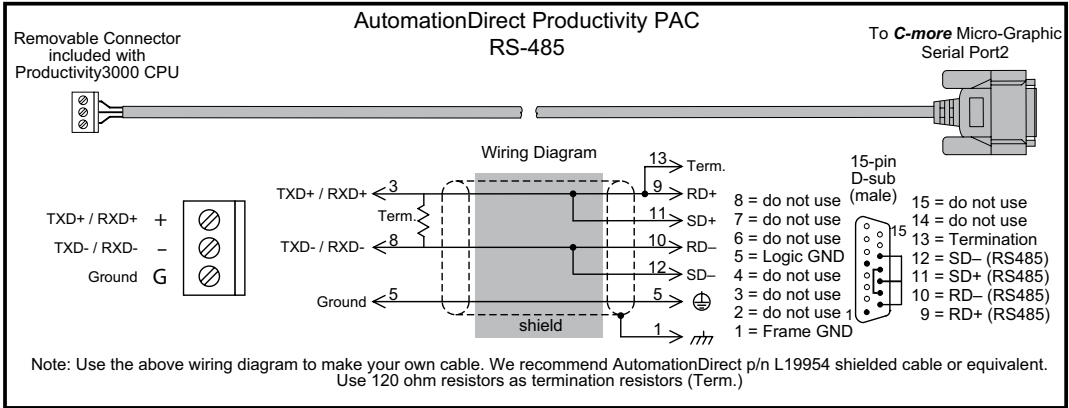 AutomationDirect Productivity PAC
RS-485
Removable Connector
included with
Productivity3000 CPU
To C-more Micro-Graphic
Serial Port2
Wiring Diagram
13
Term.
TXD+ / RXD+
3
9
RD+
Term.
11
SD+
TXD- / RXD-
8
10
RD–
12
SD–
Ground
5
5
shield
1
TXD+ / RXD+ +
TXD- / RXD- –
Ground G
15-pin
D-sub
(male)
8 = do not use
7 = do not use
6 = do not use
5 = Logic GND
4 = do not use
3 = do not use
2 = do not use
1 = Frame GND
15
1
15 = do not use
14 = do not use
13 = Termination
12 = SD– (RS485)
11 = SD+ (RS485)
10 = RD– (RS485)
9 = RD+ (RS485)
Note: Use the above wiring diagram to make your own cable. We recommend AutomationDirect p/n L19954 shielded cable or equivalent.
Use 120 ohm resistors as termination resistors (Term.)